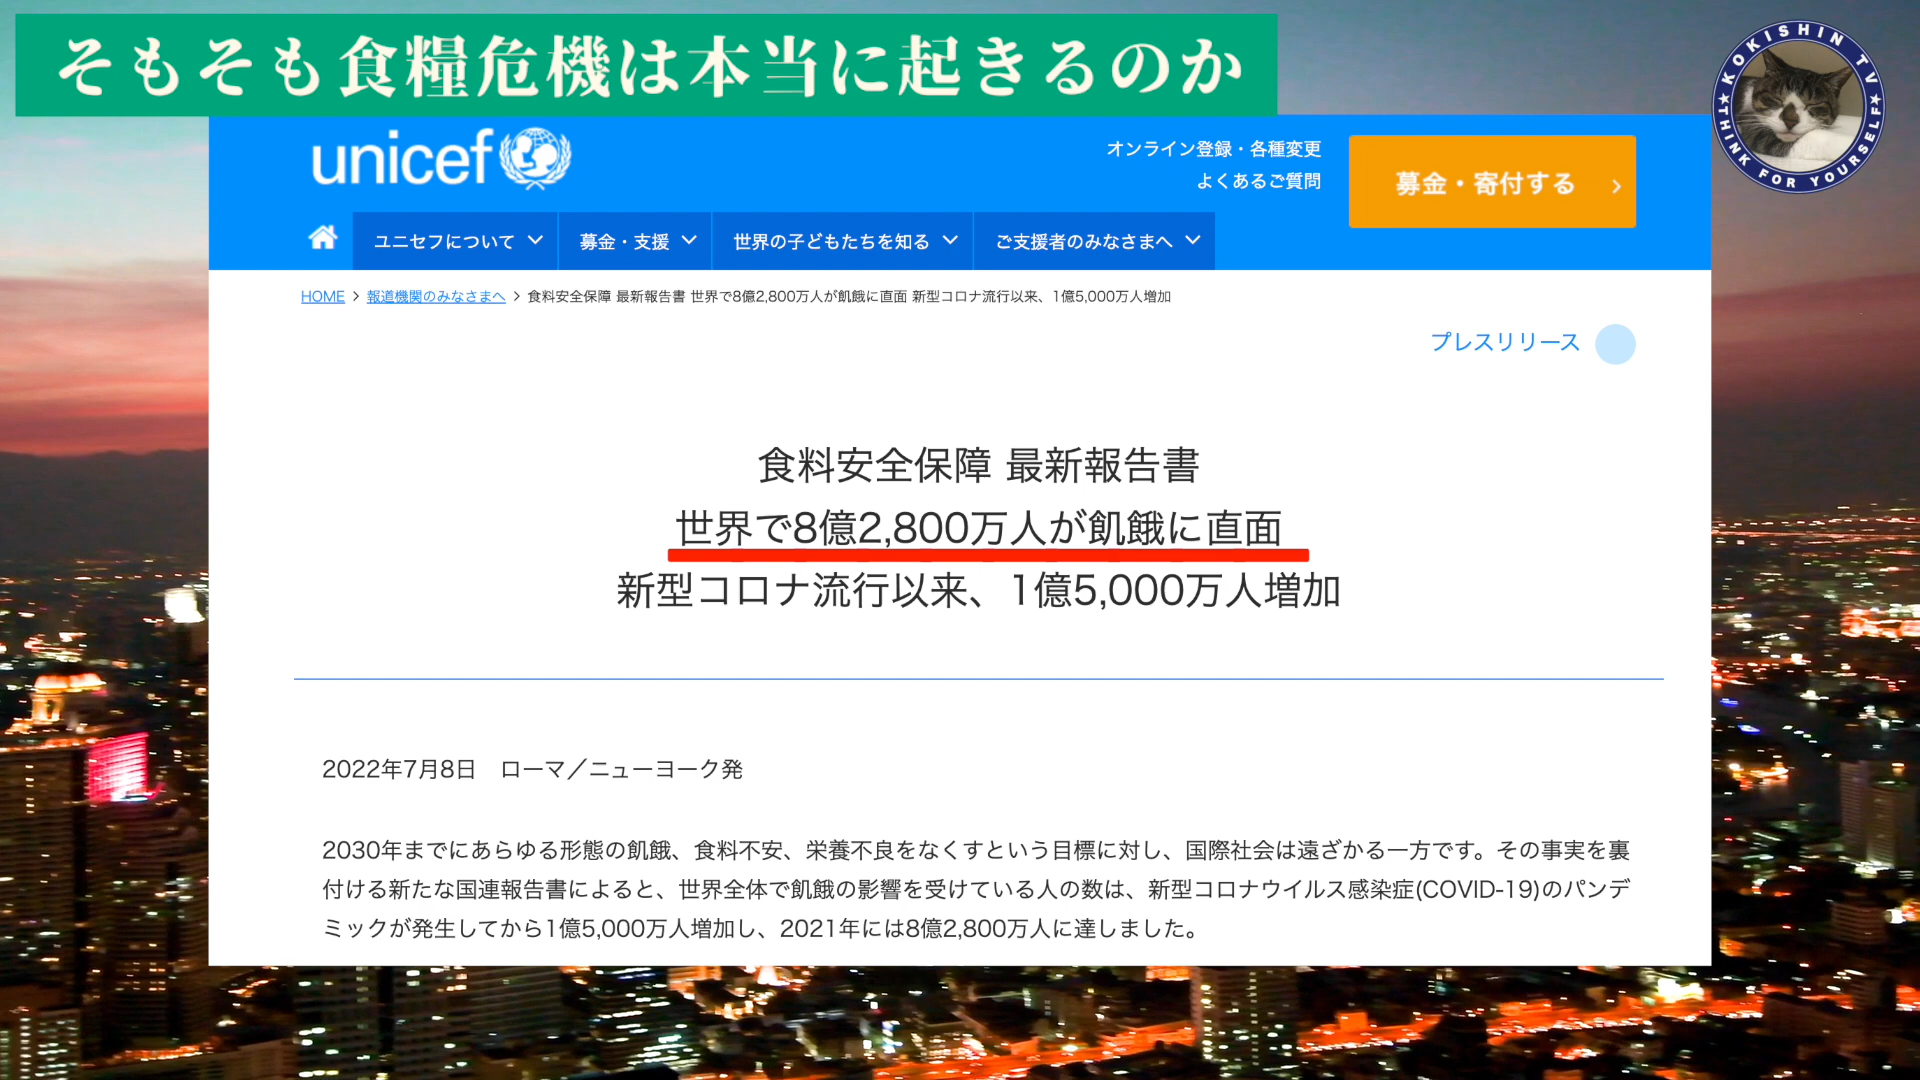 そもそも食糧危機は本当に起きるのか
KOKISHIN TV
THINK FOR YOURSELF
unicef
オンライン登録・各種変更
よくあるご質問
募金・寄付する
ユニセフについて
募金・支援
世界の子どもたちを知る
ご支援者のみなさまへ
HOME > 報道機関のみなさまへ > 食料安全保障 最新報告書 世界で8億2,800万人が飢餓に直面 新型コロナ流行以来、1億5,000万人増加
プレスリリース
食料安全保障 最新報告書
世界で8億2,800万人が飢餓に直面
新型コロナ流行以来、1億5,000万人増加
2022年7月8日　ローマ／ニューヨーク発
2030年までにあらゆる形態の飢餓、食料不安、栄養不良をなくすという目標に対し、国際社会は遠ざかる一方です。その事実を裏
付ける新たな国連報告書によると、世界全体で飢餓の影響を受けている人の数は、新型コロナウイルス感染症(COVID-19)のパンデ
ミックが発生してから1億5,000万人増加し、2021年には8億2,800万人に達しました。